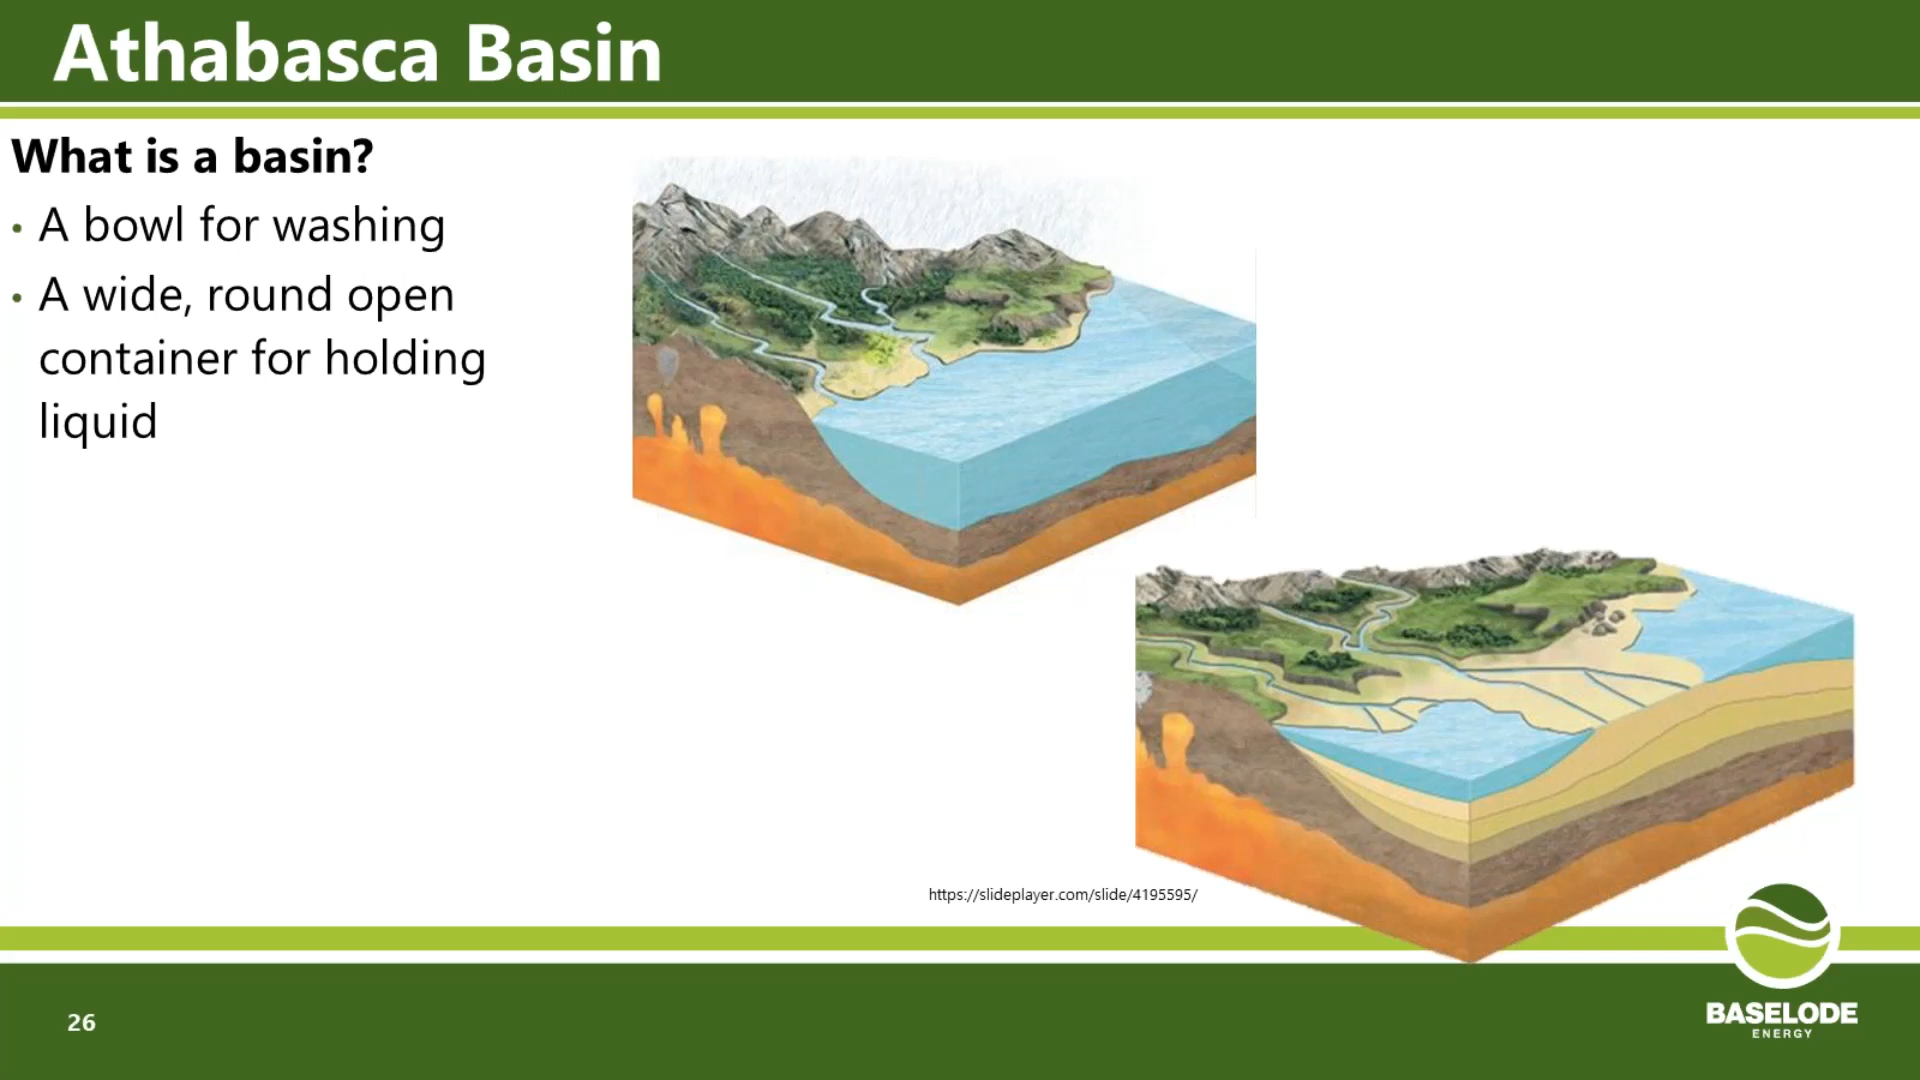 Athabasca Basin
What is a basin?
• A bowl for washing
• A wide, round open
container for holding
liquid
https://slideplayer.com/slide/4195595/
26
BASELODE
ENERGY